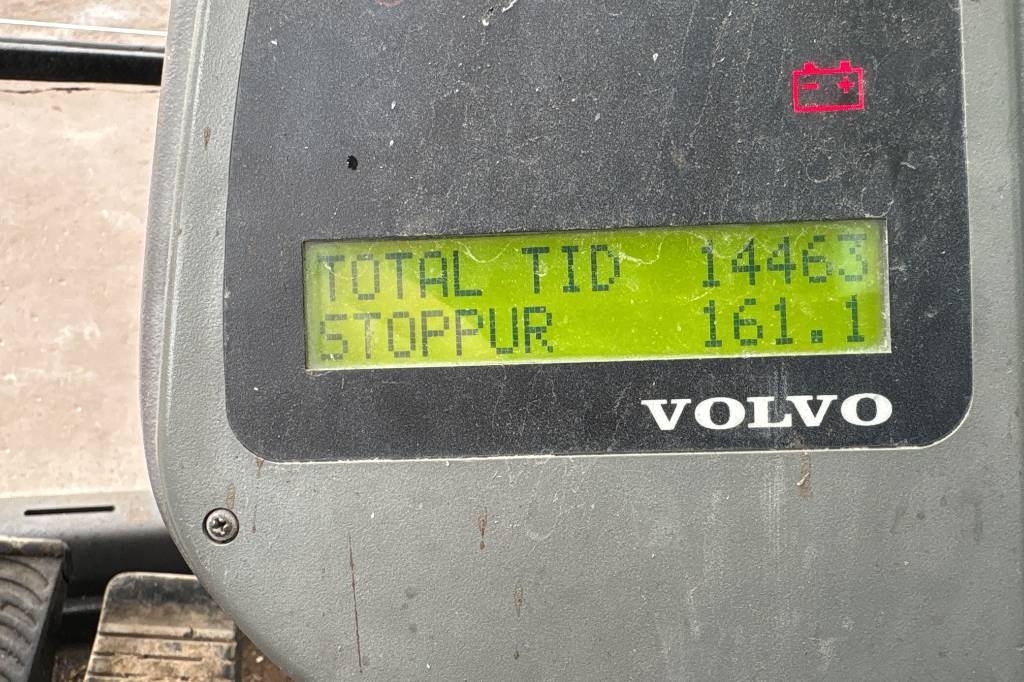 TOTAL TID 14463
STOPPUR 161.1
VOLVO